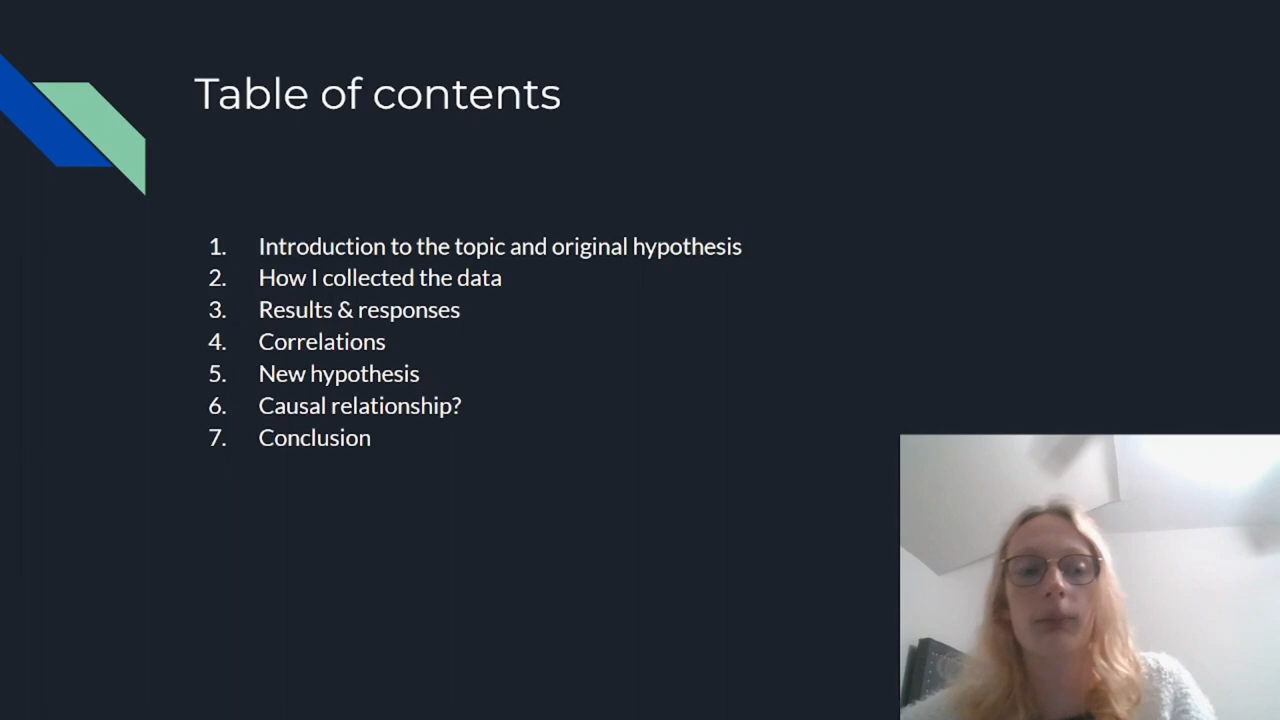 Table of contents
1. Introduction to the topic and original hypothesis
2. How I collected the data
3. Results & responses
4. Correlations
5. New hypothesis
6. Causal relationship?
7. Conclusion